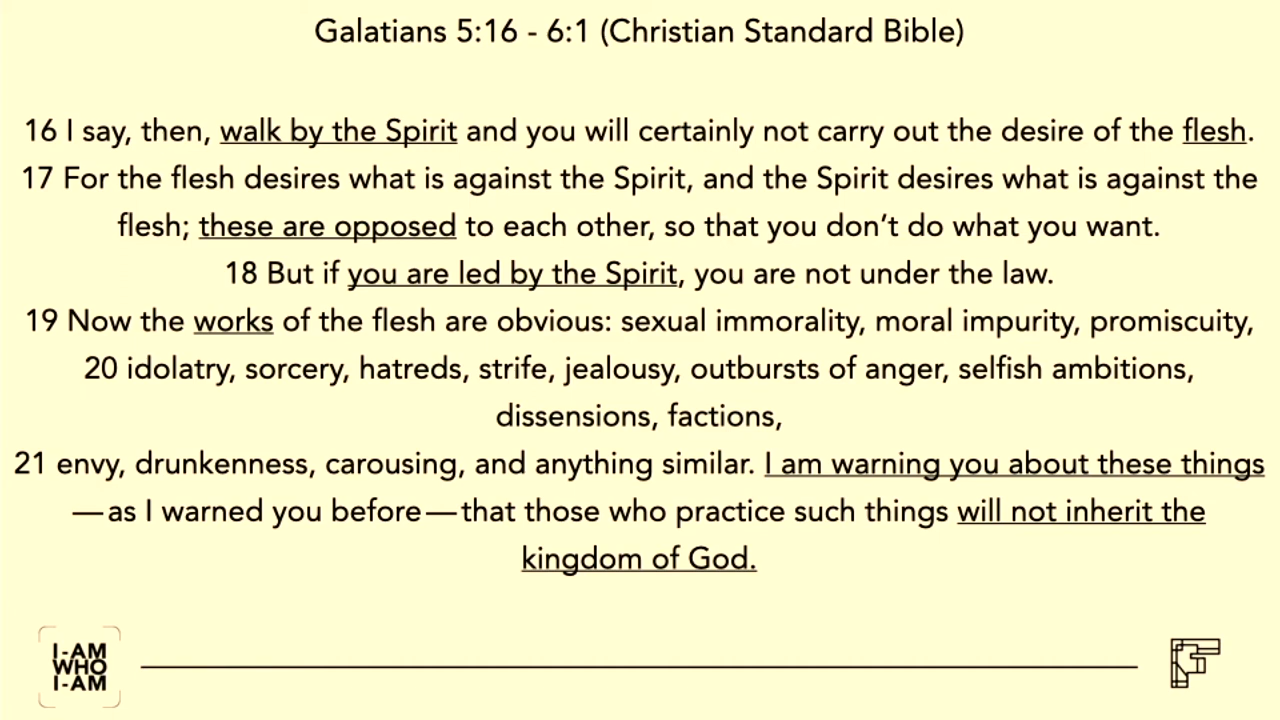 Galatians 5:16 - 6:1 (Christian Standard Bible)
16 I say, then, walk by the Spirit and you will certainly not carry out the desire of the flesh.
17 For the flesh desires what is against the Spirit, and the Spirit desires what is against the
flesh; these are opposed to each other, so that you don’t do what you want.
18 But if you are led by the Spirit, you are not under the law.
19 Now the works of the flesh are obvious: sexual immorality, moral impurity, promiscuity,
20 idolatry, sorcery, hatreds, strife, jealousy, outbursts of anger, selfish ambitions,
dissensions, factions,
21 envy, drunkenness, carousing, and anything similar. I am warning you about these things
—as I warned you before—that those who practice such things will not inherit the
kingdom of God.
I-AM
WHO
I-AM